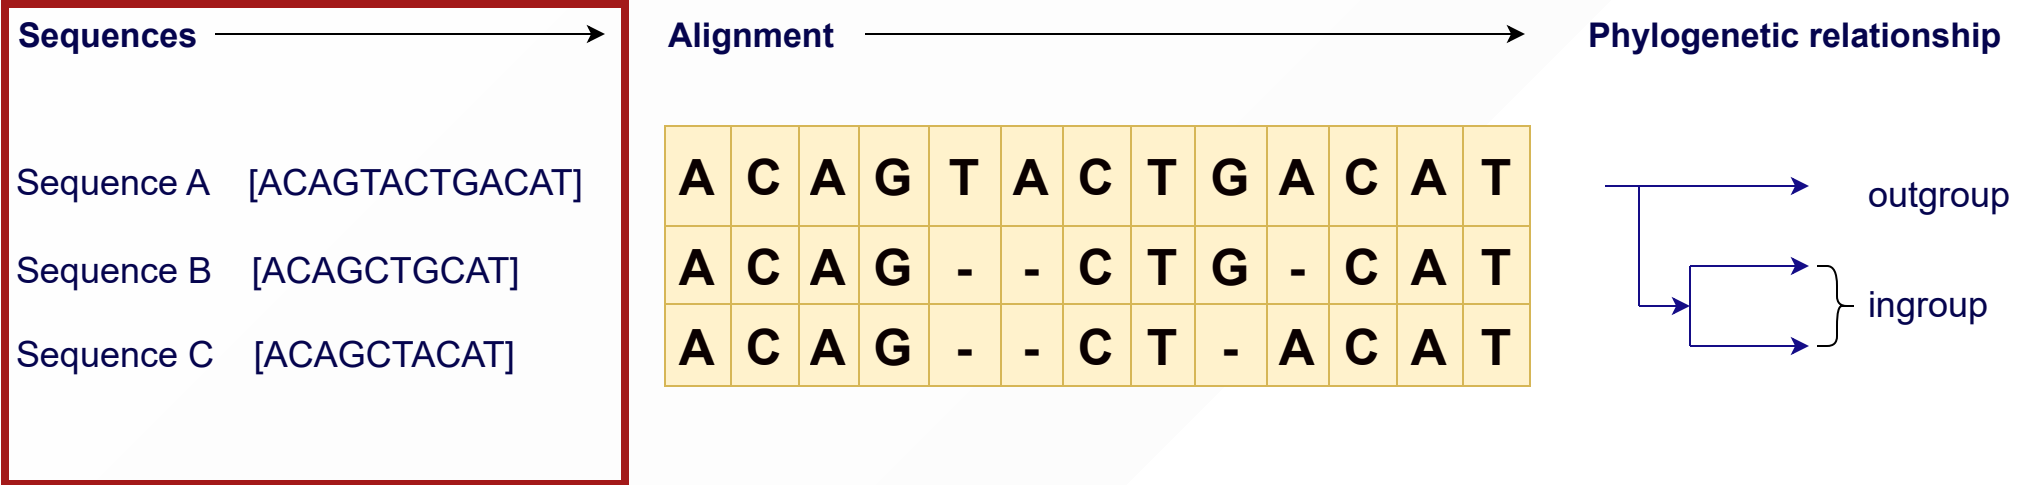 Sequences
Sequence A [ACAGTACTGACAT]
Sequence B [ACAGCTGCAT]
Sequence C [ACAGCTACAT]
Alignment
A C A G T A C T G A C A T
A C A G - - C T G - C A T
A C A G - - C T - A C A T
Phylogenetic relationship
outgroup
ingroup